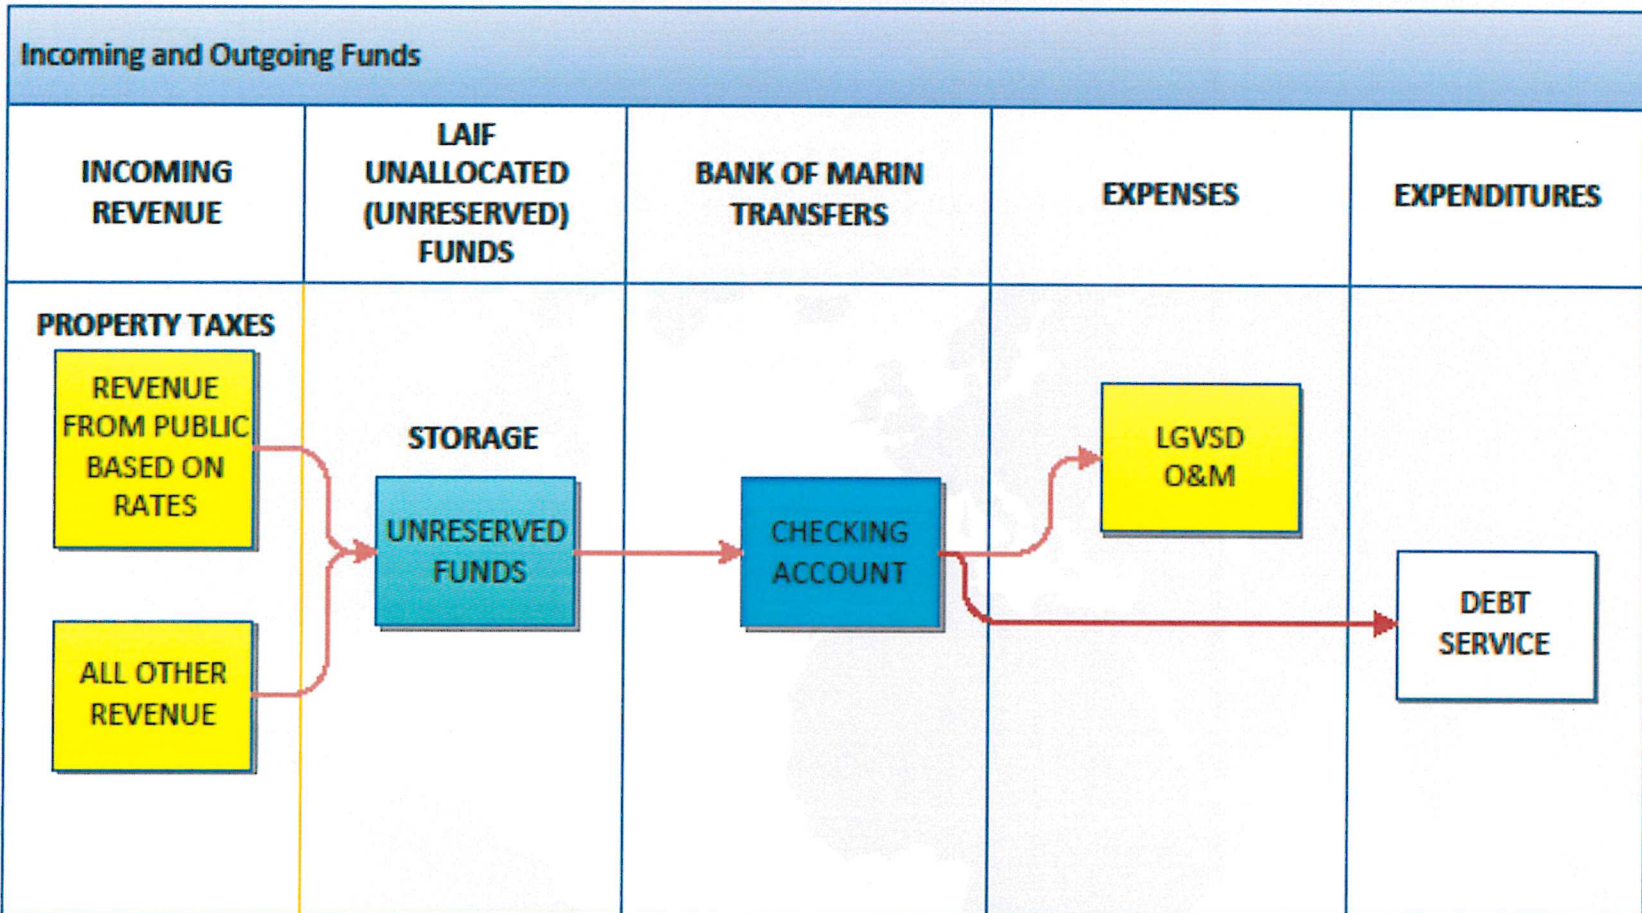 Incoming and Outgoing Funds
INCOMING
REVENUE
LAIF
UNALLOCATED
(UNRESERVED)
FUNDS
BANK OF MARIN
TRANSFERS
EXPENSES
EXPENDITURES
PROPERTY TAXES
REVENUE
FROM PUBLIC
BASED ON
RATES
ALL OTHER
REVENUE
STORAGE
UNRESERVED
FUNDS
CHECKING
ACCOUNT
LGVSD
O&M
DEBT
SERVICE